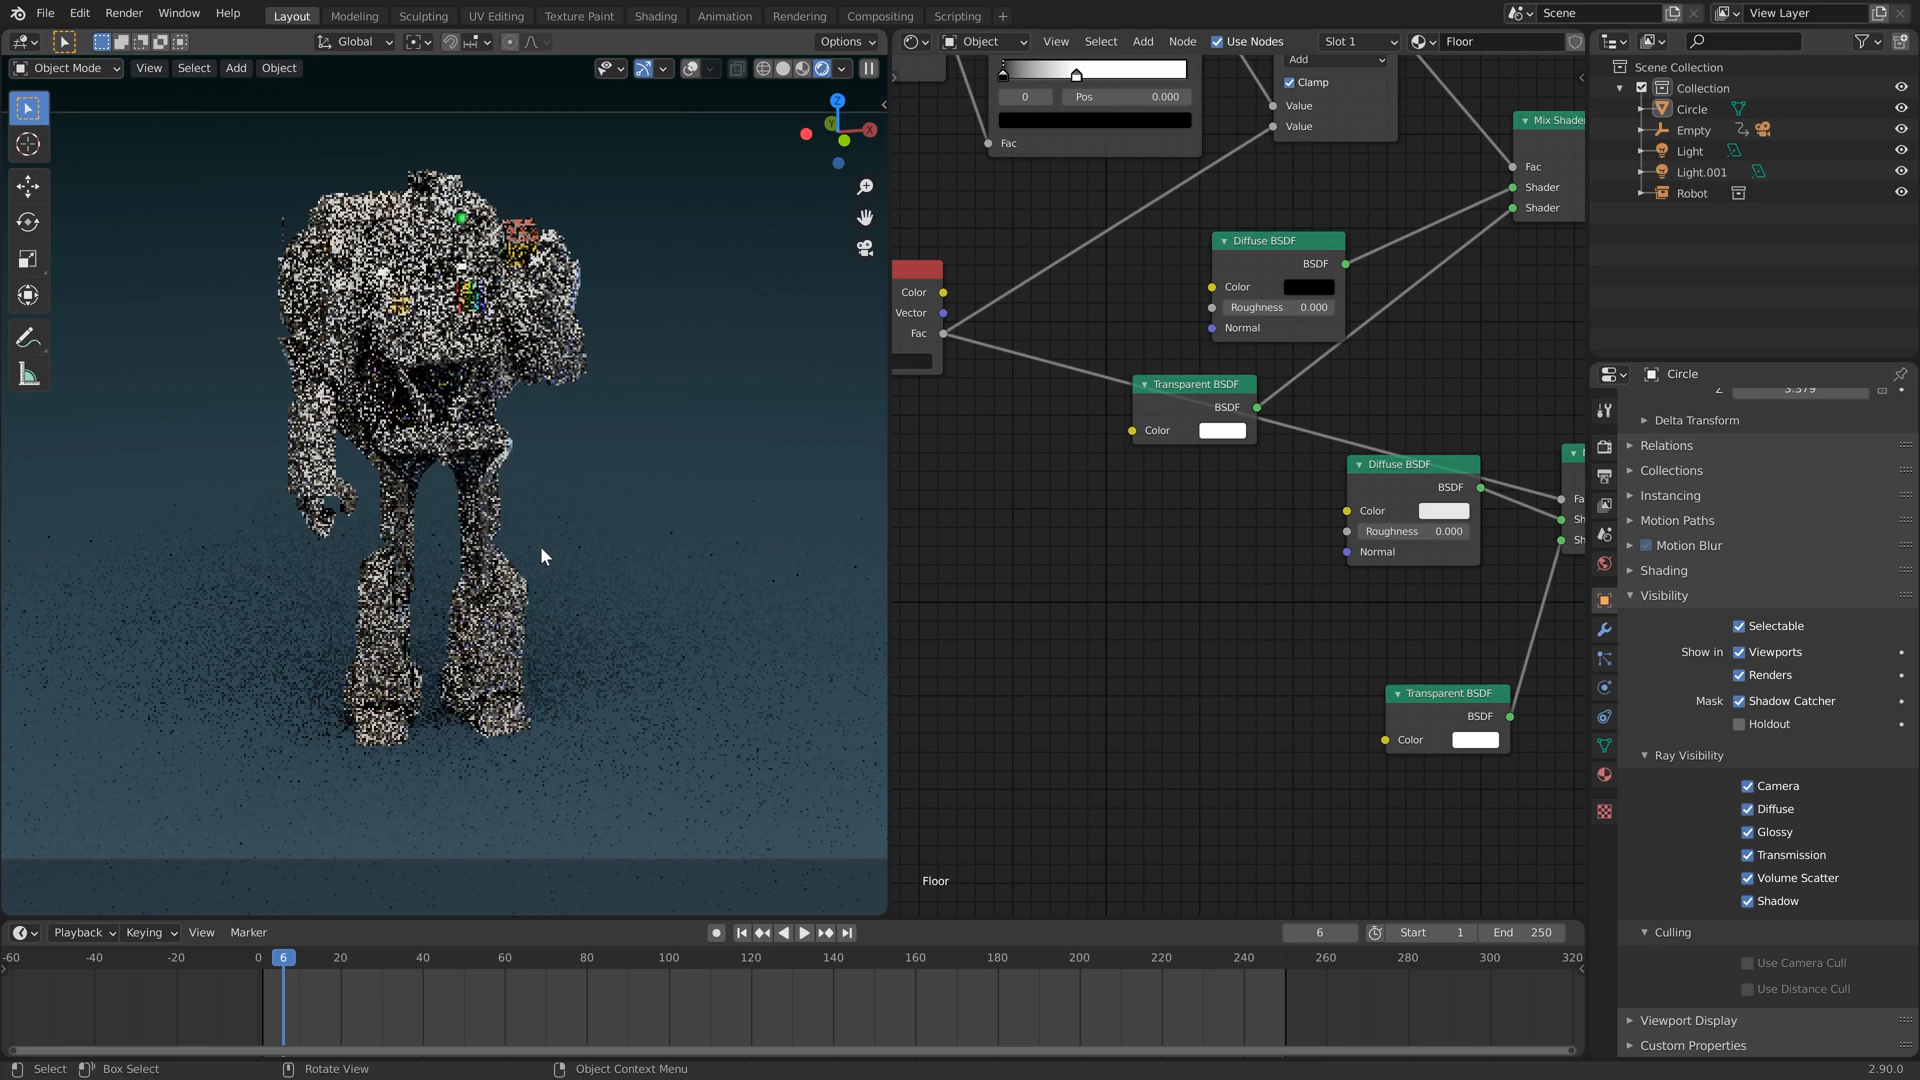 File Edit Render Window Help Layout Modeling Sculpting UV Editing Texture Paint Shading Animation Rendering Compositing Scripting + Scene View Layer
Global Options Object View Select Add Node Use Nodes Slot 1 Floor
Object Mode View Select Add Object
Z
Y
X
0 Pos 0.000
Fac
Add
Clamp
Value
Value
Mix Shader
Fac
Shader
Shader
Diffuse BSDF
BSDF
Color
Roughness 0.000
Normal
Color
Vector
Fac
Transparent BSDF
BSDF
Color
Diffuse BSDF
BSDF
Color
Roughness 0.000
Normal
Fa
Sh
Sh
Transparent BSDF
BSDF
Color
Floor
Scene Collection
Collection
Circle
Empty
Light
Light.001
Robot
Circle
Z 3.379
Delta Transform
Relations
Collections
Instancing
Motion Paths
Motion Blur
Shading
Visibility
Selectable
Show in Viewports
Renders
Mask Shadow Catcher
Holdout
Ray Visibility
Camera
Diffuse
Glossy
Transmission
Volume Scatter
Shadow
Culling
Use Camera Cull
Use Distance Cull
Viewport Display
Custom Properties
Playback Keying View Marker 6 Start 1 End 250
-60 -40 -20 0 6 20 40 60 80 100 120 140 160 180 200 220 240 260 280 300 320
Select Box Select Rotate View Object Context Menu 2.90.0